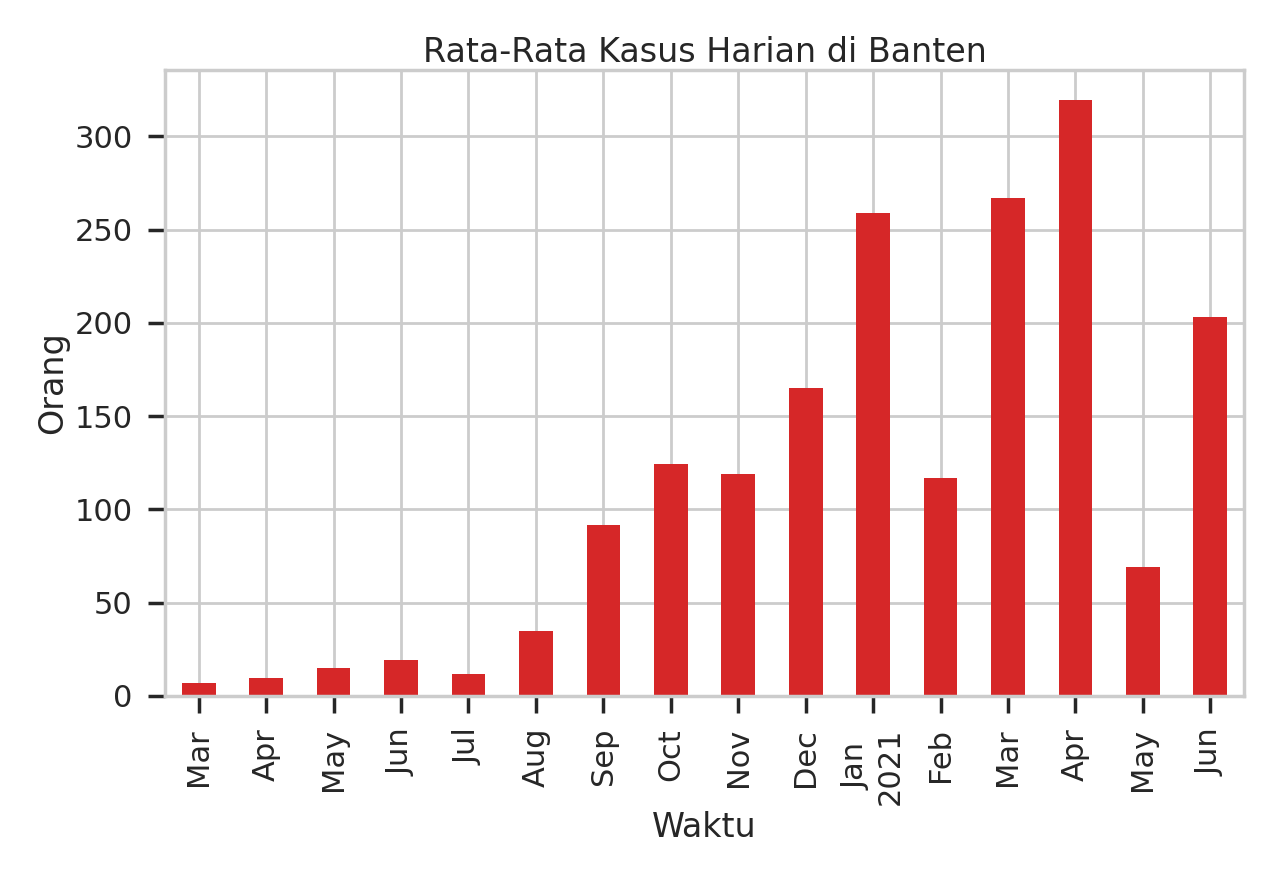 Rata-Rata Kasus Harian di Banten
Orang
300
250
200
150
100
50
0
Mar
Apr
May
Jun
Jul
Aug
Sep
Oct
Nov
Dec
Jan
2021
Feb
Mar
Apr
May
Jun
Waktu